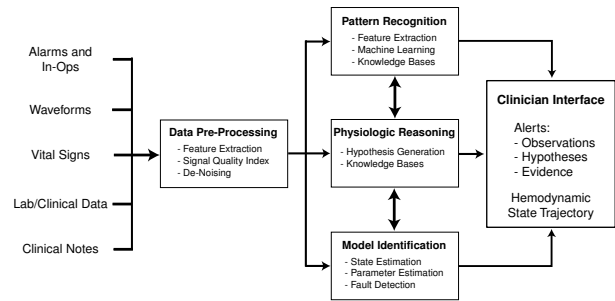 Alarms and
In-Ops
Waveforms
Vital Signs
Lab/Clinical Data
Clinical Notes
Data Pre-Processing
- Feature Extraction
- Signal Quality Index
- De-Noising
Pattern Recognition
- Feature Extraction
- Machine Learning
- Knowledge Bases
Physiologic Reasoning
- Hypothesis Generation
- Knowledge Bases
Model Identification
- State Estimation
- Parameter Estimation
- Fault Detection
Clinician Interface
Alerts:
- Observations
- Hypotheses
- Evidence
Hemodynamic
State Trajectory